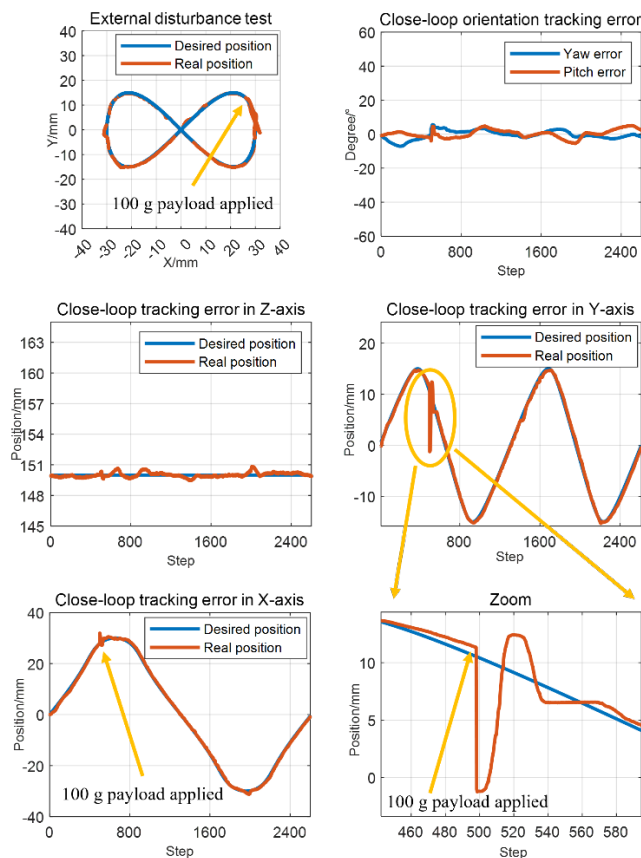 External disturbance test
Desired position
Real position
Y/mm
40
30
20
10
0
-10
-20
-30
-40
100 g payload applied
-40
-30
-20
-10
0
10
20
30
40
X/mm
Close-loop orientation tracking error
Yaw error
Pitch error
Degree/°
60
40
20
0
-20
-40
-60
0
800
1600
2400
Step
Close-loop tracking error in Z-axis
Desired position
Real position
Position/mm
163
160
157
154
151
149
148
145
0
800
1600
2400
Step
Close-loop tracking error in Y-axis
Desired position
Real position
Position/mm
20
10
0
-10
800
1600
2400
Step
Close-loop tracking error in X-axis
Desired position
Real position
Position/mm
40
20
0
-20
-40
100 g payload applied
0
800
1600
2400
Step
Zoom
Position/mm
10
5
0
100 g payload applied
460
480
500
520
540
560
580
Step